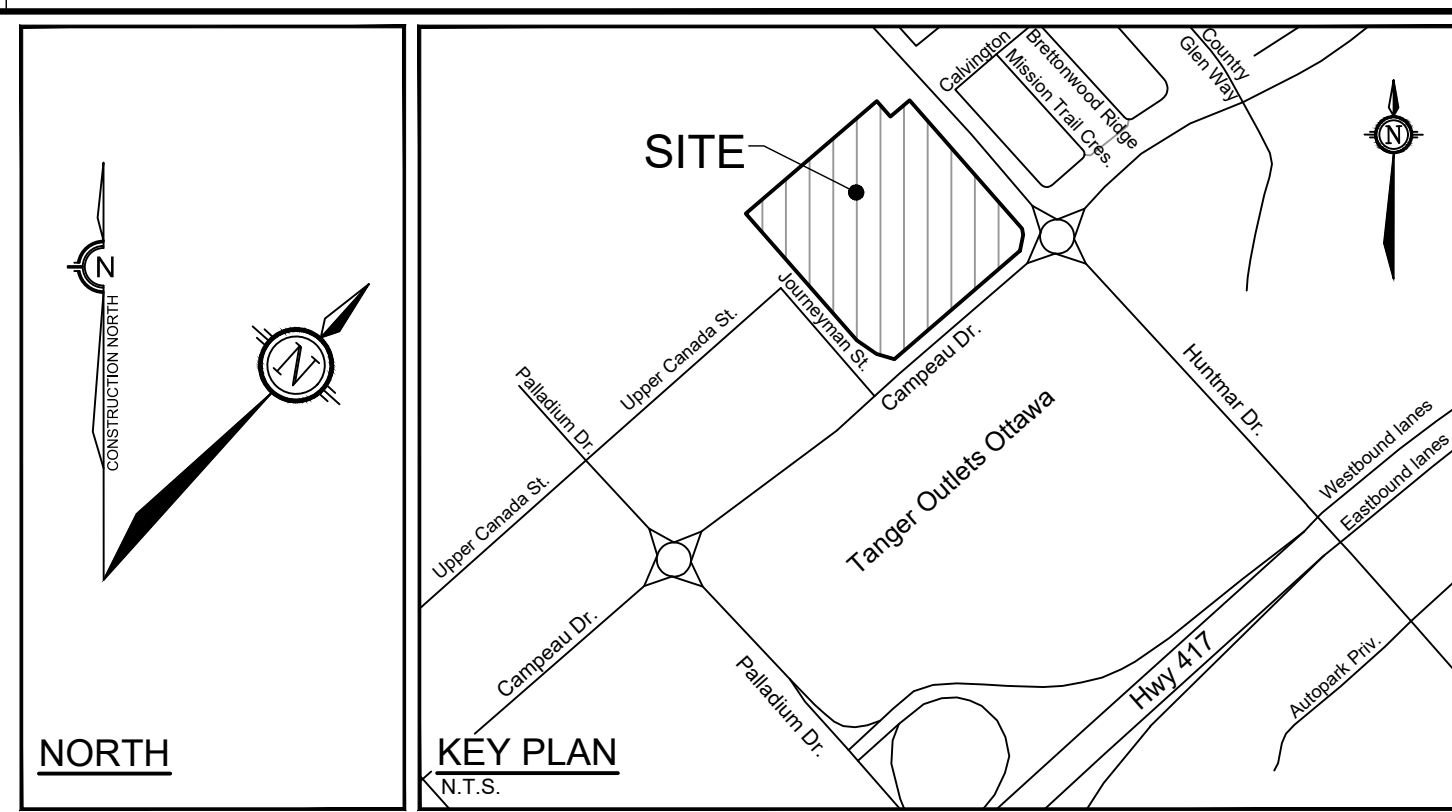 N
CONSTRUCTION NORTH
N
NORTH
SITE
Calvington
Brettonwood Ridge
Mission Trail Cres.
Country
Glen Way
N
Journeyman St.
Upper Canada St.
Campeau Dr.
Palladium Dr.
Huntmar Dr.
Tanger Outlets Ottawa
Westbound lanes
Eastbound lanes
Upper Canada St.
Campeau Dr.
Palladium Dr.
Hwy 417
Autopark Priv.
KEY PLAN
N.T.S.